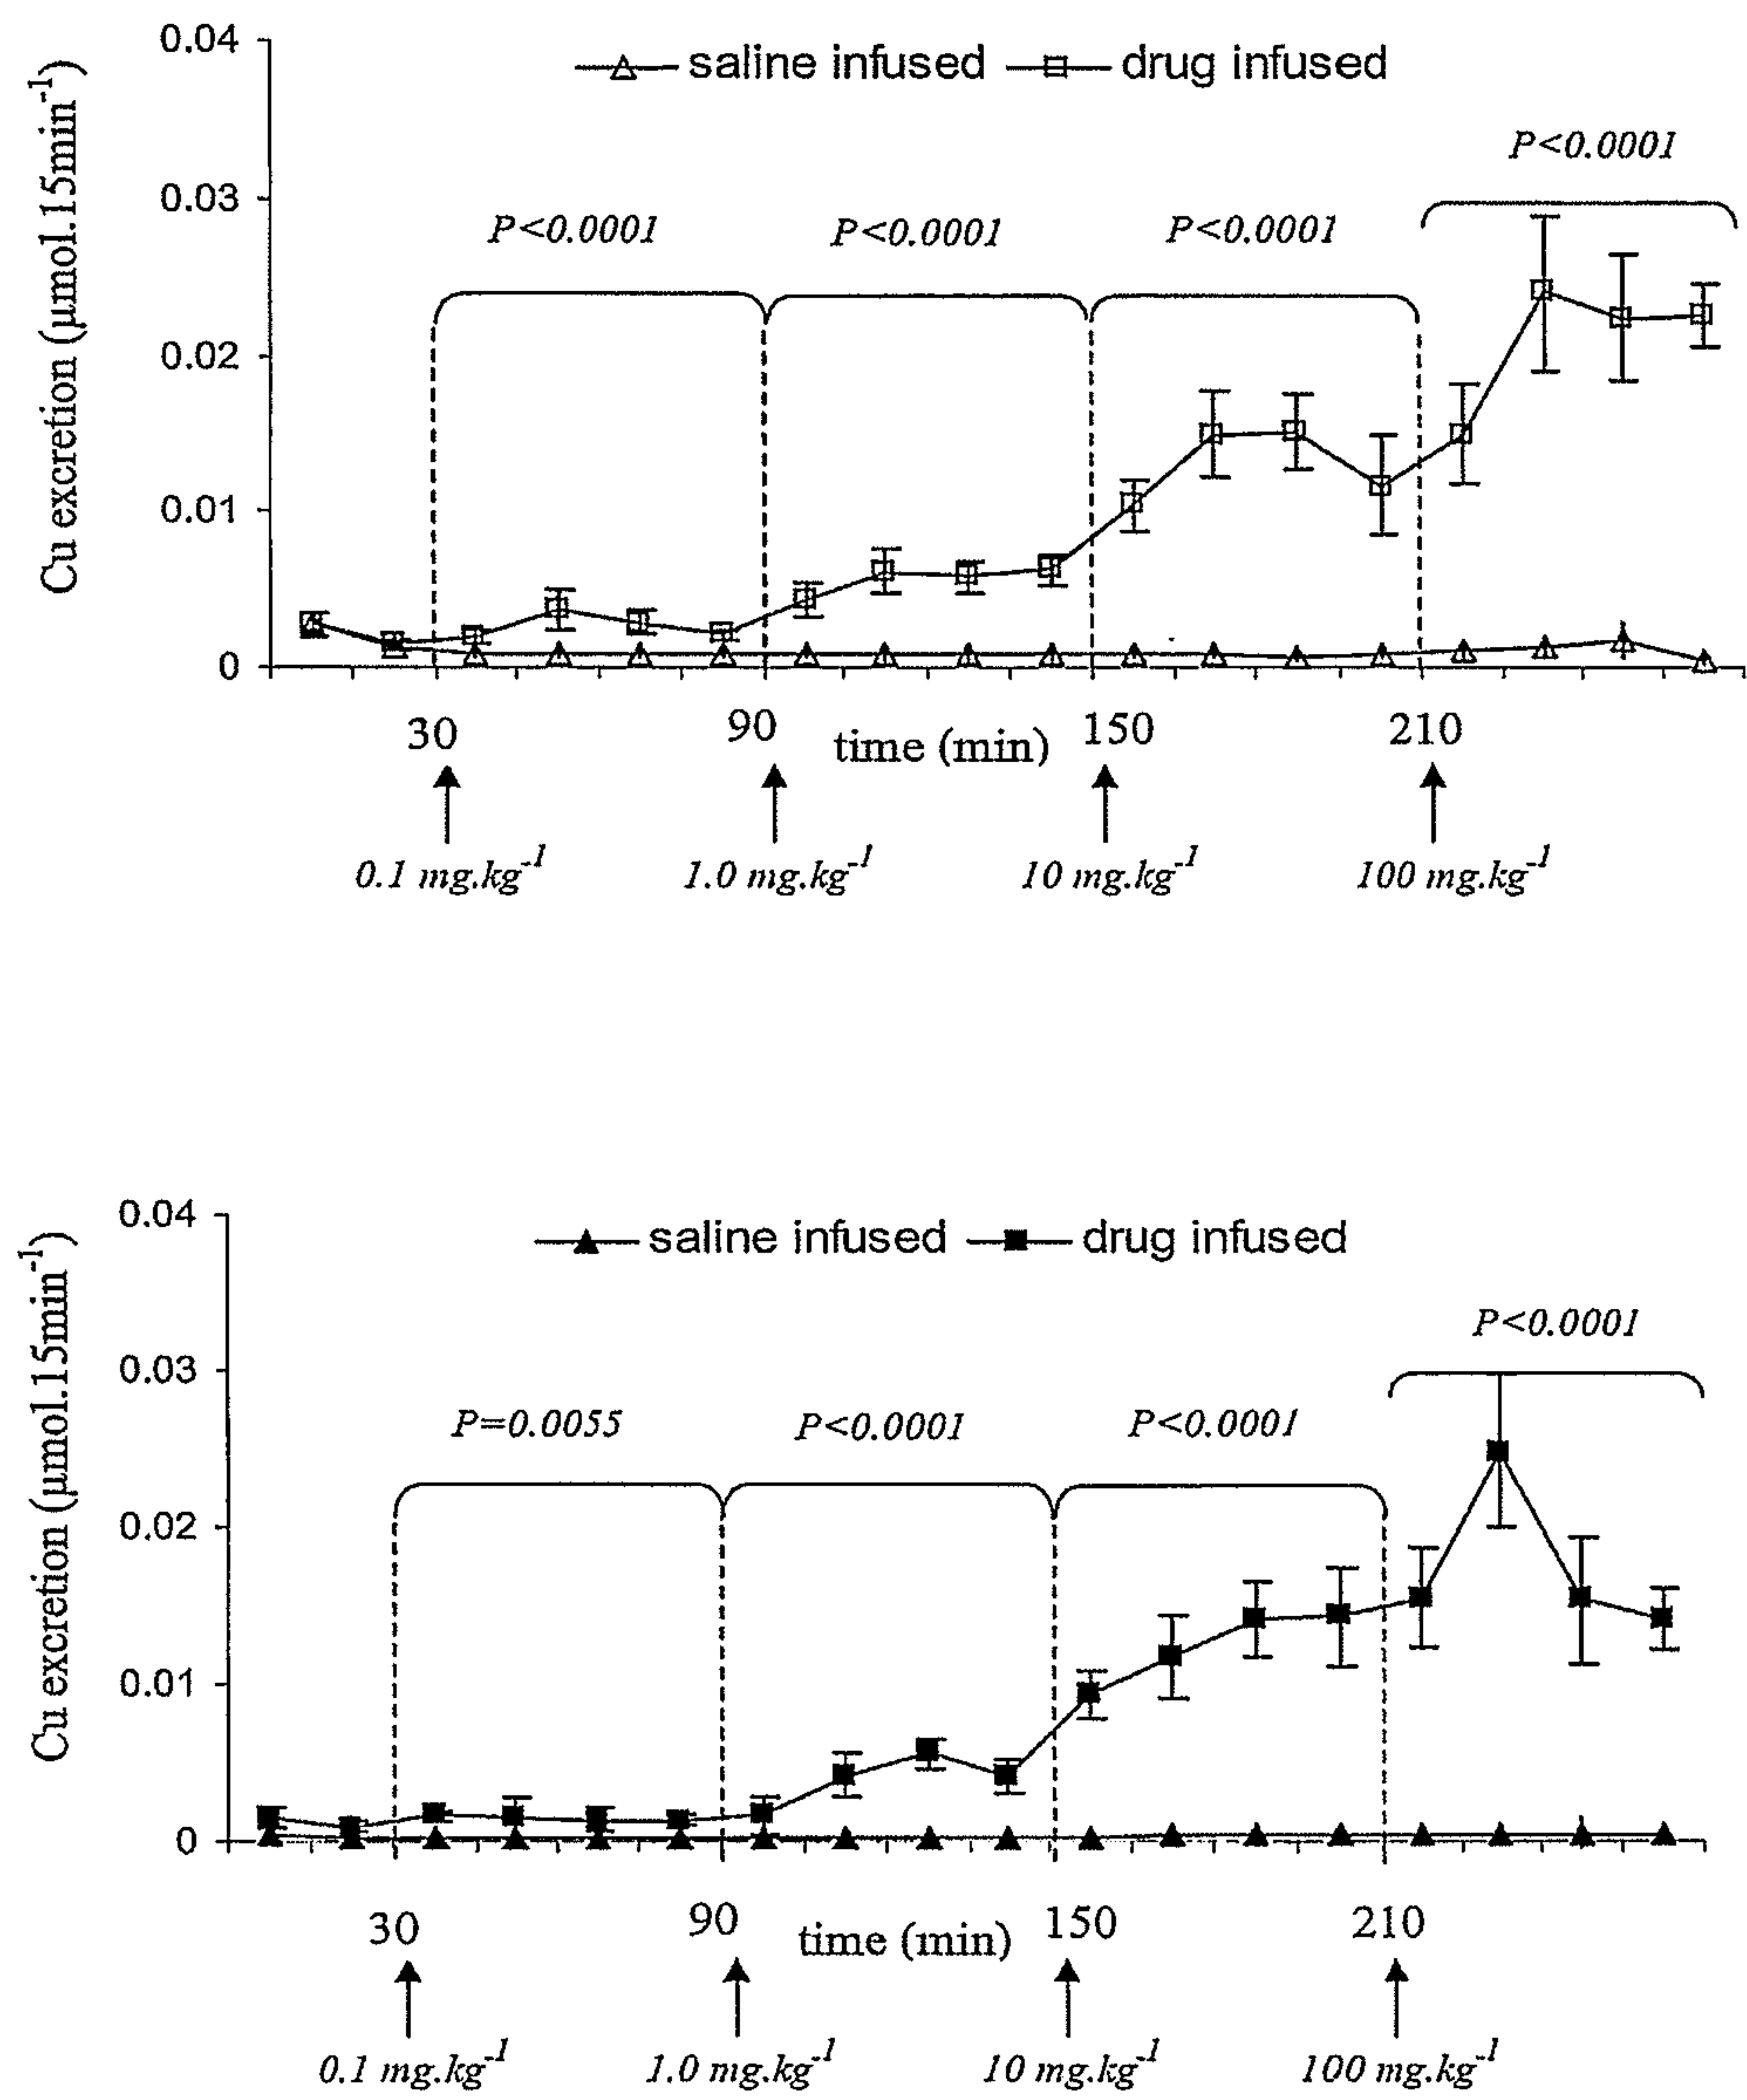 0.04
saline infused drug infused
P<0.0001
0.03
P<0.0001 P<0.0001 P<0.0001
0.02
Cu excretion (µmol.15min⁻¹)
0.01
0
30 90 time (min) 150 210
0.1 mg.kg⁻¹ 1.0 mg.kg⁻¹ 10 mg.kg⁻¹ 100 mg.kg⁻¹
0.04
saline infused drug infused
P<0.0001
0.03
P=0.0055 P<0.0001 P<0.0001
0.02
Cu excretion (µmol.15min⁻¹)
0.01
0
30 90 time (min) 150 210
0.1 mg.kg⁻¹ 1.0 mg.kg⁻¹ 10 mg.kg⁻¹ 100 mg.kg⁻¹